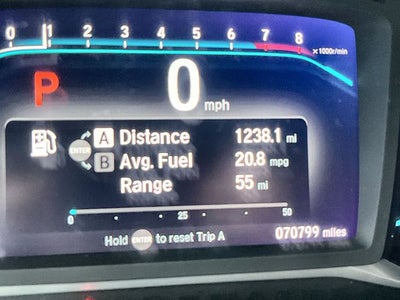 0 1 2 3 4 5 6 7 8 x1000r/min
P 0 mph
ENTER A Distance 1238.1 mi
B Avg. Fuel 20.8 mpg
Range 55 mi
0 25 50
Hold ENTER to reset Trip A 070799 miles